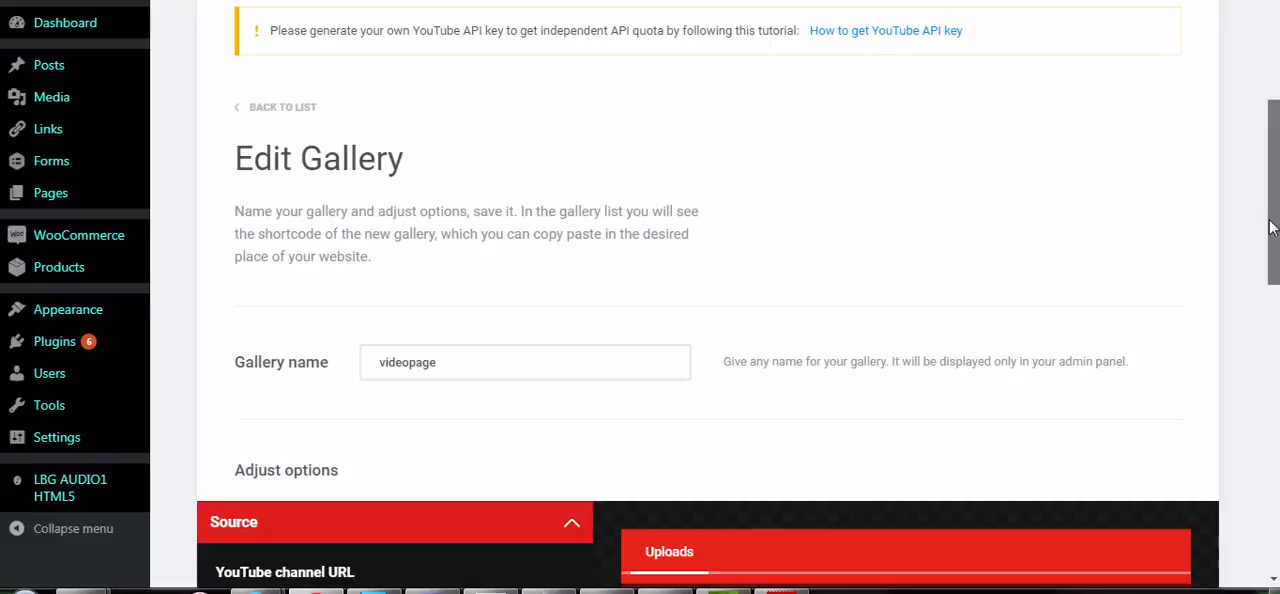 Dashboard
Posts
Media
Links
Forms
Pages
WooCommerce
Products
Appearance
Plugins 6
Users
Tools
Settings
LBG AUDIO1
HTML5
Collapse menu
! Please generate your own YouTube API key to get independent API quota by following this tutorial: How to get YouTube API key
BACK TO LIST
Edit Gallery
Name your gallery and adjust options, save it. In the gallery list you will see
the shortcode of the new gallery, which you can copy paste in the desired
place of your website.
Gallery name videopage Give any name for your gallery. It will be displayed only in your admin panel.
Adjust options
Source
YouTube channel URL
Uploads